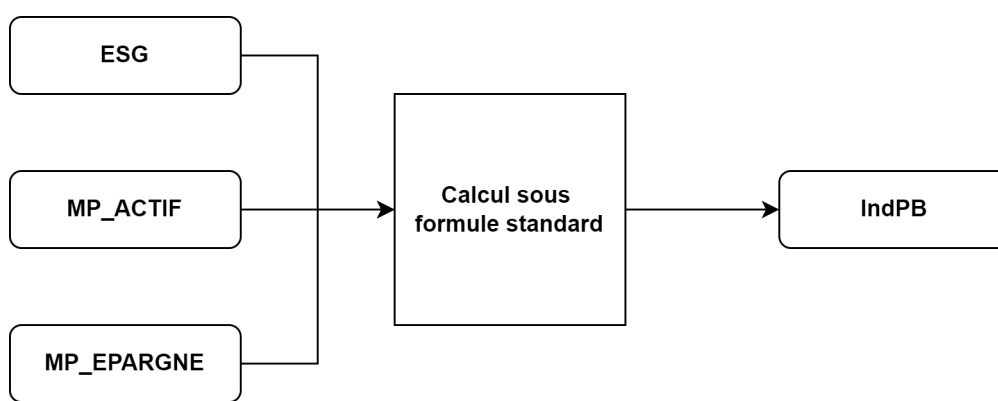 ESG
MP_ACTIF
MP_EPARGNE
Calcul sous
formule standard
IndPB